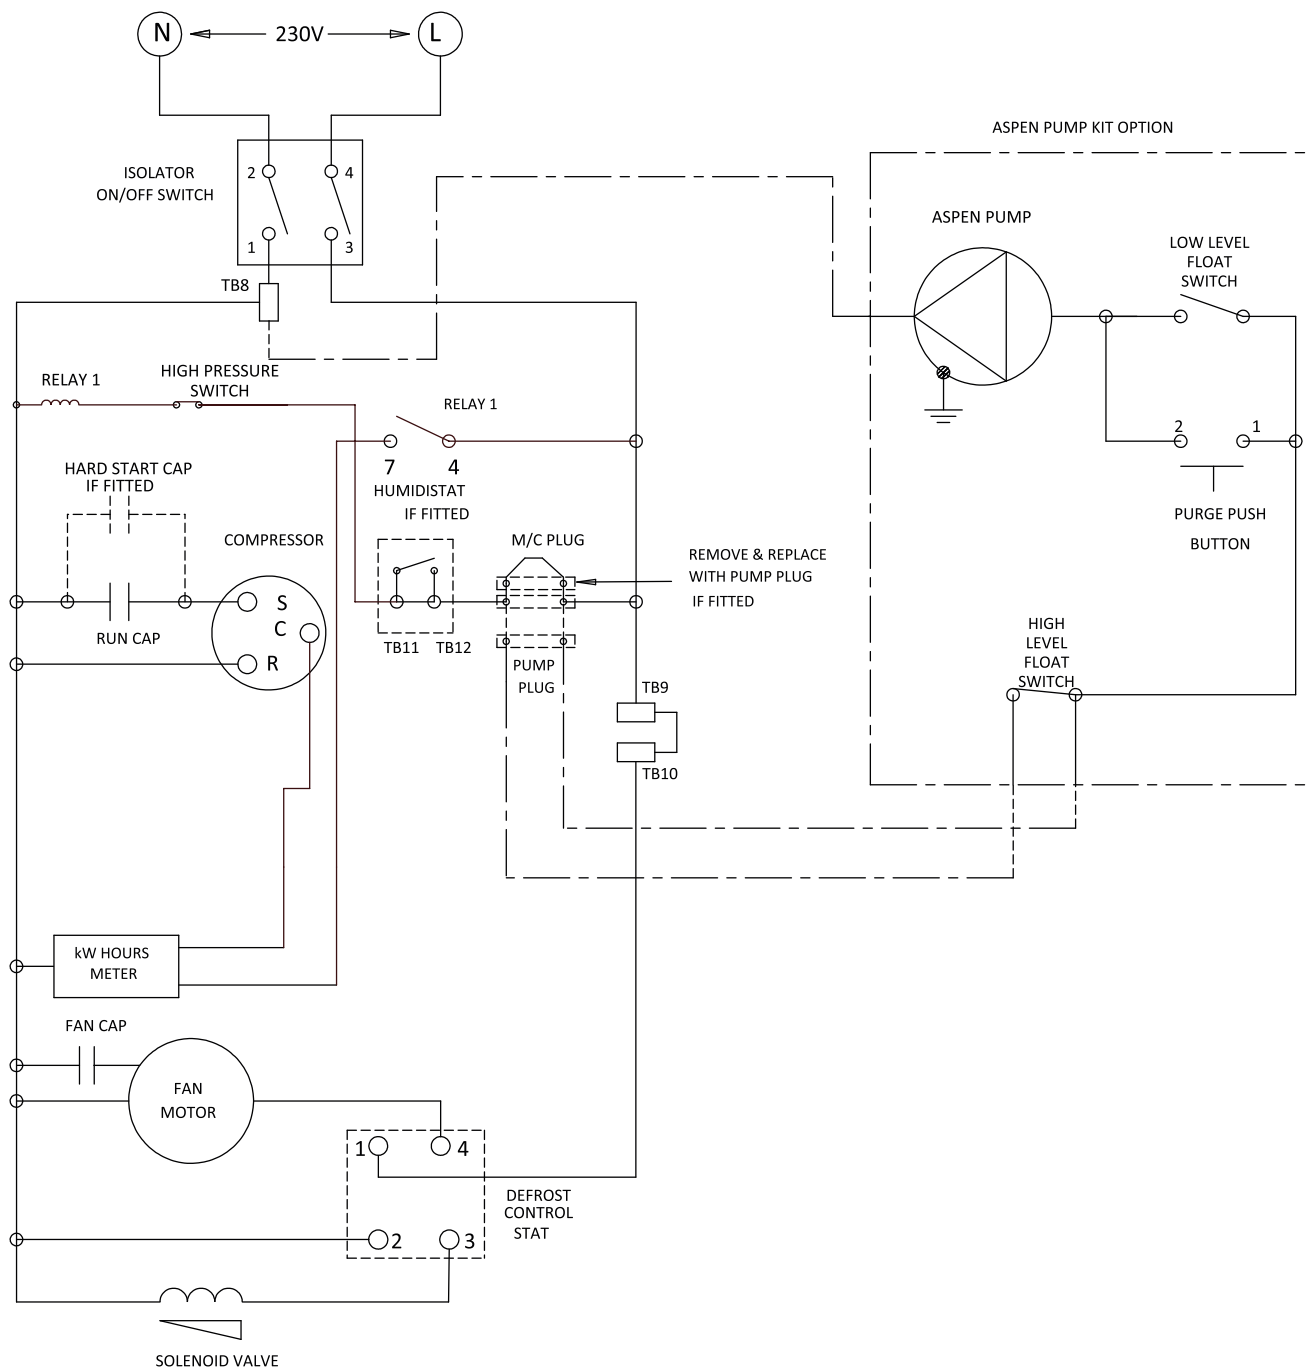 N
230V
L
ASPEN PUMP KIT OPTION
ISOLATOR
ON/OFF SWITCH
2
4
1
3
TB8
ASPEN PUMP
LOW LEVEL
FLOAT
SWITCH
RELAY 1
HIGH PRESSURE
SWITCH
RELAY 1
7
4
HUMIDISTAT
IF FITTED
2
1
PURGE PUSH
BUTTON
HARD START CAP
IF FITTED
COMPRESSOR
S
C
R
RUN CAP
M/C PLUG
REMOVE & REPLACE
WITH PUMP PLUG
IF FITTED
TB11
TB12
PUMP
PLUG
HIGH
LEVEL
FLOAT
SWITCH
TB9
TB10
kW HOURS
METER
FAN CAP
FAN
MOTOR
1
4
2
3
DEFROST
CONTROL
STAT
SOLENOID VALVE